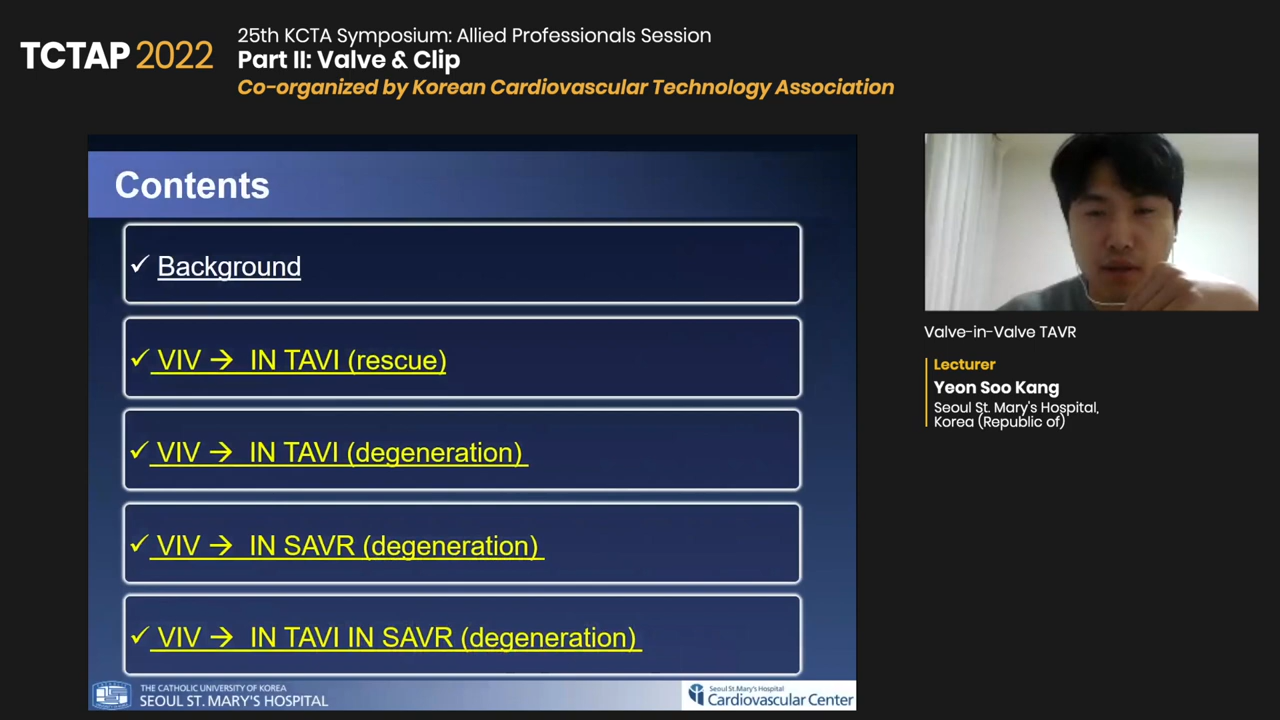 TCTAP 2022
25th KCTA Symposium: Allied Professionals Session
Part II: Valve & Clip
Co-organized by Korean Cardiovascular Technology Association
Contents
✓ Background
✓ VIV → IN TAVI (rescue)
✓ VIV → IN TAVI (degeneration)
✓ VIV → IN SAVR (degeneration)
✓ VIV → IN TAVI IN SAVR (degeneration)
THE CATHOLIC UNIVERSITY OF KOREA
SEOUL ST. MARY'S HOSPITAL
Seoul St. Mary's Hospital
Cardiovascular Center
Valve-in-Valve TAVR
Lecturer
Yeon Soo Kang
Seoul St. Mary's Hospital,
Korea (Republic of)